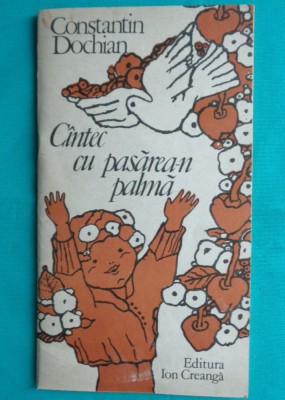 Constantin
Dochian
Cîntec
cu pasărea-n
palmă
Editura
Ion Creangă